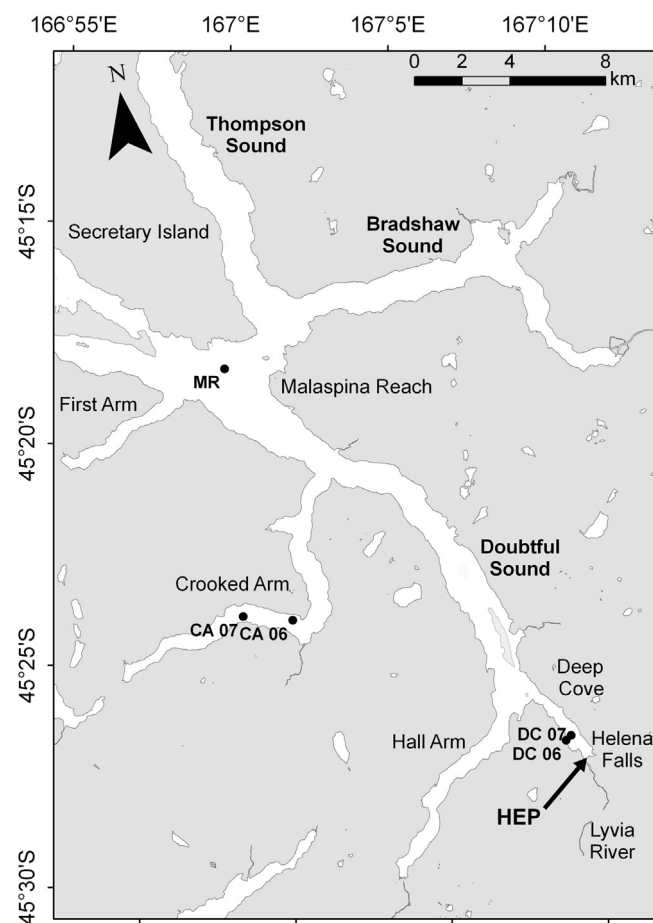 166°55'E 167°E 167°5'E 167°10'E
0 2 4 8
km
N
Thompson
Sound
45°15'S
Secretary Island
Bradshaw
Sound
MR
Malaspina Reach
First Arm
45°20'S
Doubtful
Sound
Crooked Arm
CA 07 CA 06
45°25'S
Deep
Cove
Hall Arm
DC 07
DC 06
Helena
Falls
HEP
Lyvia
River
45°30'S